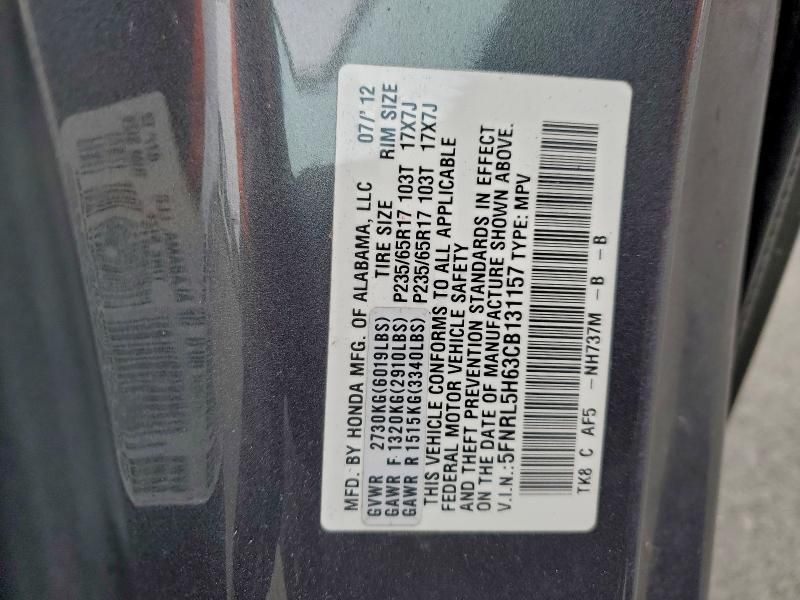 MFD. BY HONDA MFG. OF ALABAMA, LLC 07/'12
GVWR 2730KG(6019LBS) TIRE SIZE RIM SIZE
GAWR F 1320KG(2910LBS) P235/65R17 103T 17X7J
GAWR R 1515KG(3340LBS) P235/65R17 103T 17X7J
THIS VEHICLE CONFORMS TO ALL APPLICABLE
FEDERAL MOTOR VEHICLE SAFETY
AND THEFT PREVENTION STANDARDS IN EFFECT
ON THE DATE OF MANUFACTURE SHOWN ABOVE.
V.I.N.:5FNRL5H63CB131157 TYPE: MPV
TK8 C AF5 -NH737M -B -B